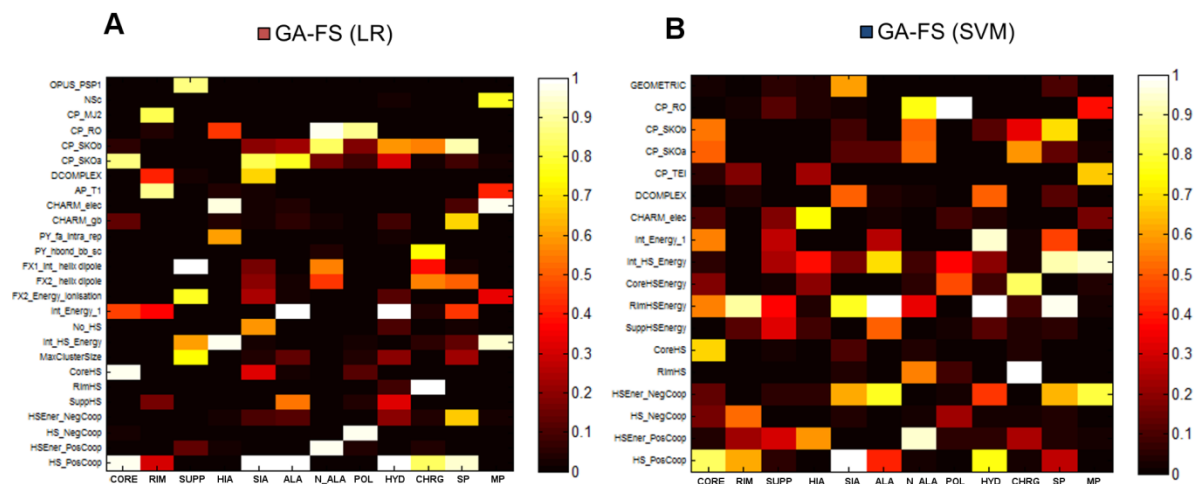 A
GA-FS (LR)
OPUS_PSP1
NSc
CP_MJ2
CP_RO
CP_SKOb
CP_SKOa
DCOMPLEX
AP_T1
CHARM_elec
CHARM_gb
PY_fa_intra_rep
PY_hbond_bb_sc
FX1_Int_ helix dipole
FX2_ helix dipole
FX2_Energy_Ionisation
Int_Energy_1
No_HS
Int_HS_Energy
MaxClusterSize
CoreHS
RimHS
SuppHS
HSEner_NegCoop
HS_NegCoop
HSEner_PosCoop
HS_PosCoop
CORE RIM SUPP HIA SIA ALA N_ALA POL HYD CHRG SP MP
1
0.9
0.8
0.7
0.6
0.5
0.4
0.3
0.2
0.1
0
B
GA-FS (SVM)
GEOMETRIC
CP_RO
CP_SKOb
CP_SKOa
CP_TEI
DCOMPLEX
CHARM_elec
Int_Energy_1
Int_HS_Energy
CoreHSEnergy
RimHSEnergy
SuppHSEnergy
CoreHS
RimHS
HSEner_NegCoop
HS_NegCoop
HSEner_PosCoop
HS_PosCoop
CORE RIM SUPP HIA SIA ALA N_ALA POL HYD CHRG SP MP
1
0.9
0.8
0.7
0.6
0.5
0.4
0.3
0.2
0.1
0